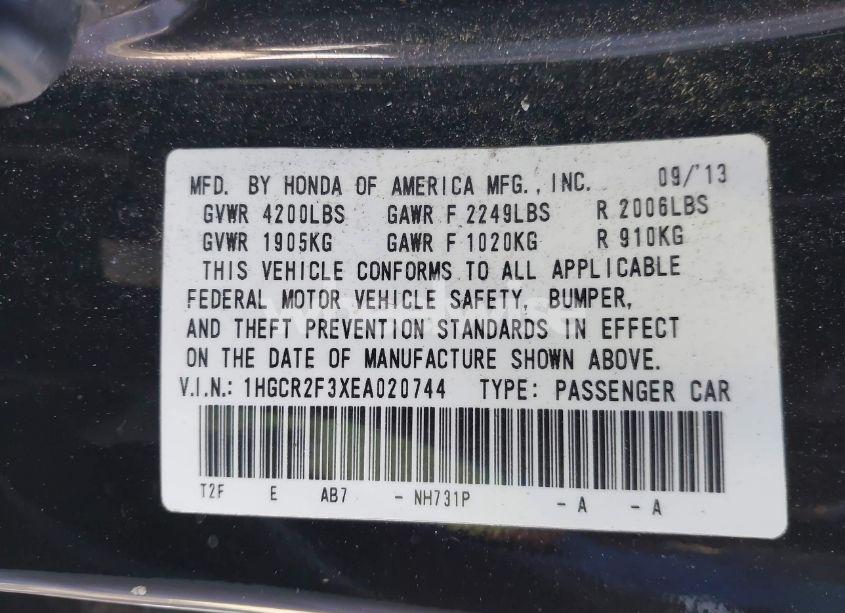 MFD. BY HONDA OF AMERICA MFG., INC. 09/'13
GVWR 4200LBS GAWR F 2249LBS R 2006LBS
GVWR 1905KG GAWR F 1020KG R 910KG
THIS VEHICLE CONFORMS TO ALL APPLICABLE
FEDERAL MOTOR VEHICLE SAFETY, BUMPER,
AND THEFT PREVENTION STANDARDS IN EFFECT
ON THE DATE OF MANUFACTURE SHOWN ABOVE.
V.I.N.: 1HGCR2F3XEA020744 TYPE: PASSENGER CAR
T2F E AB7 - NH731P - A - A